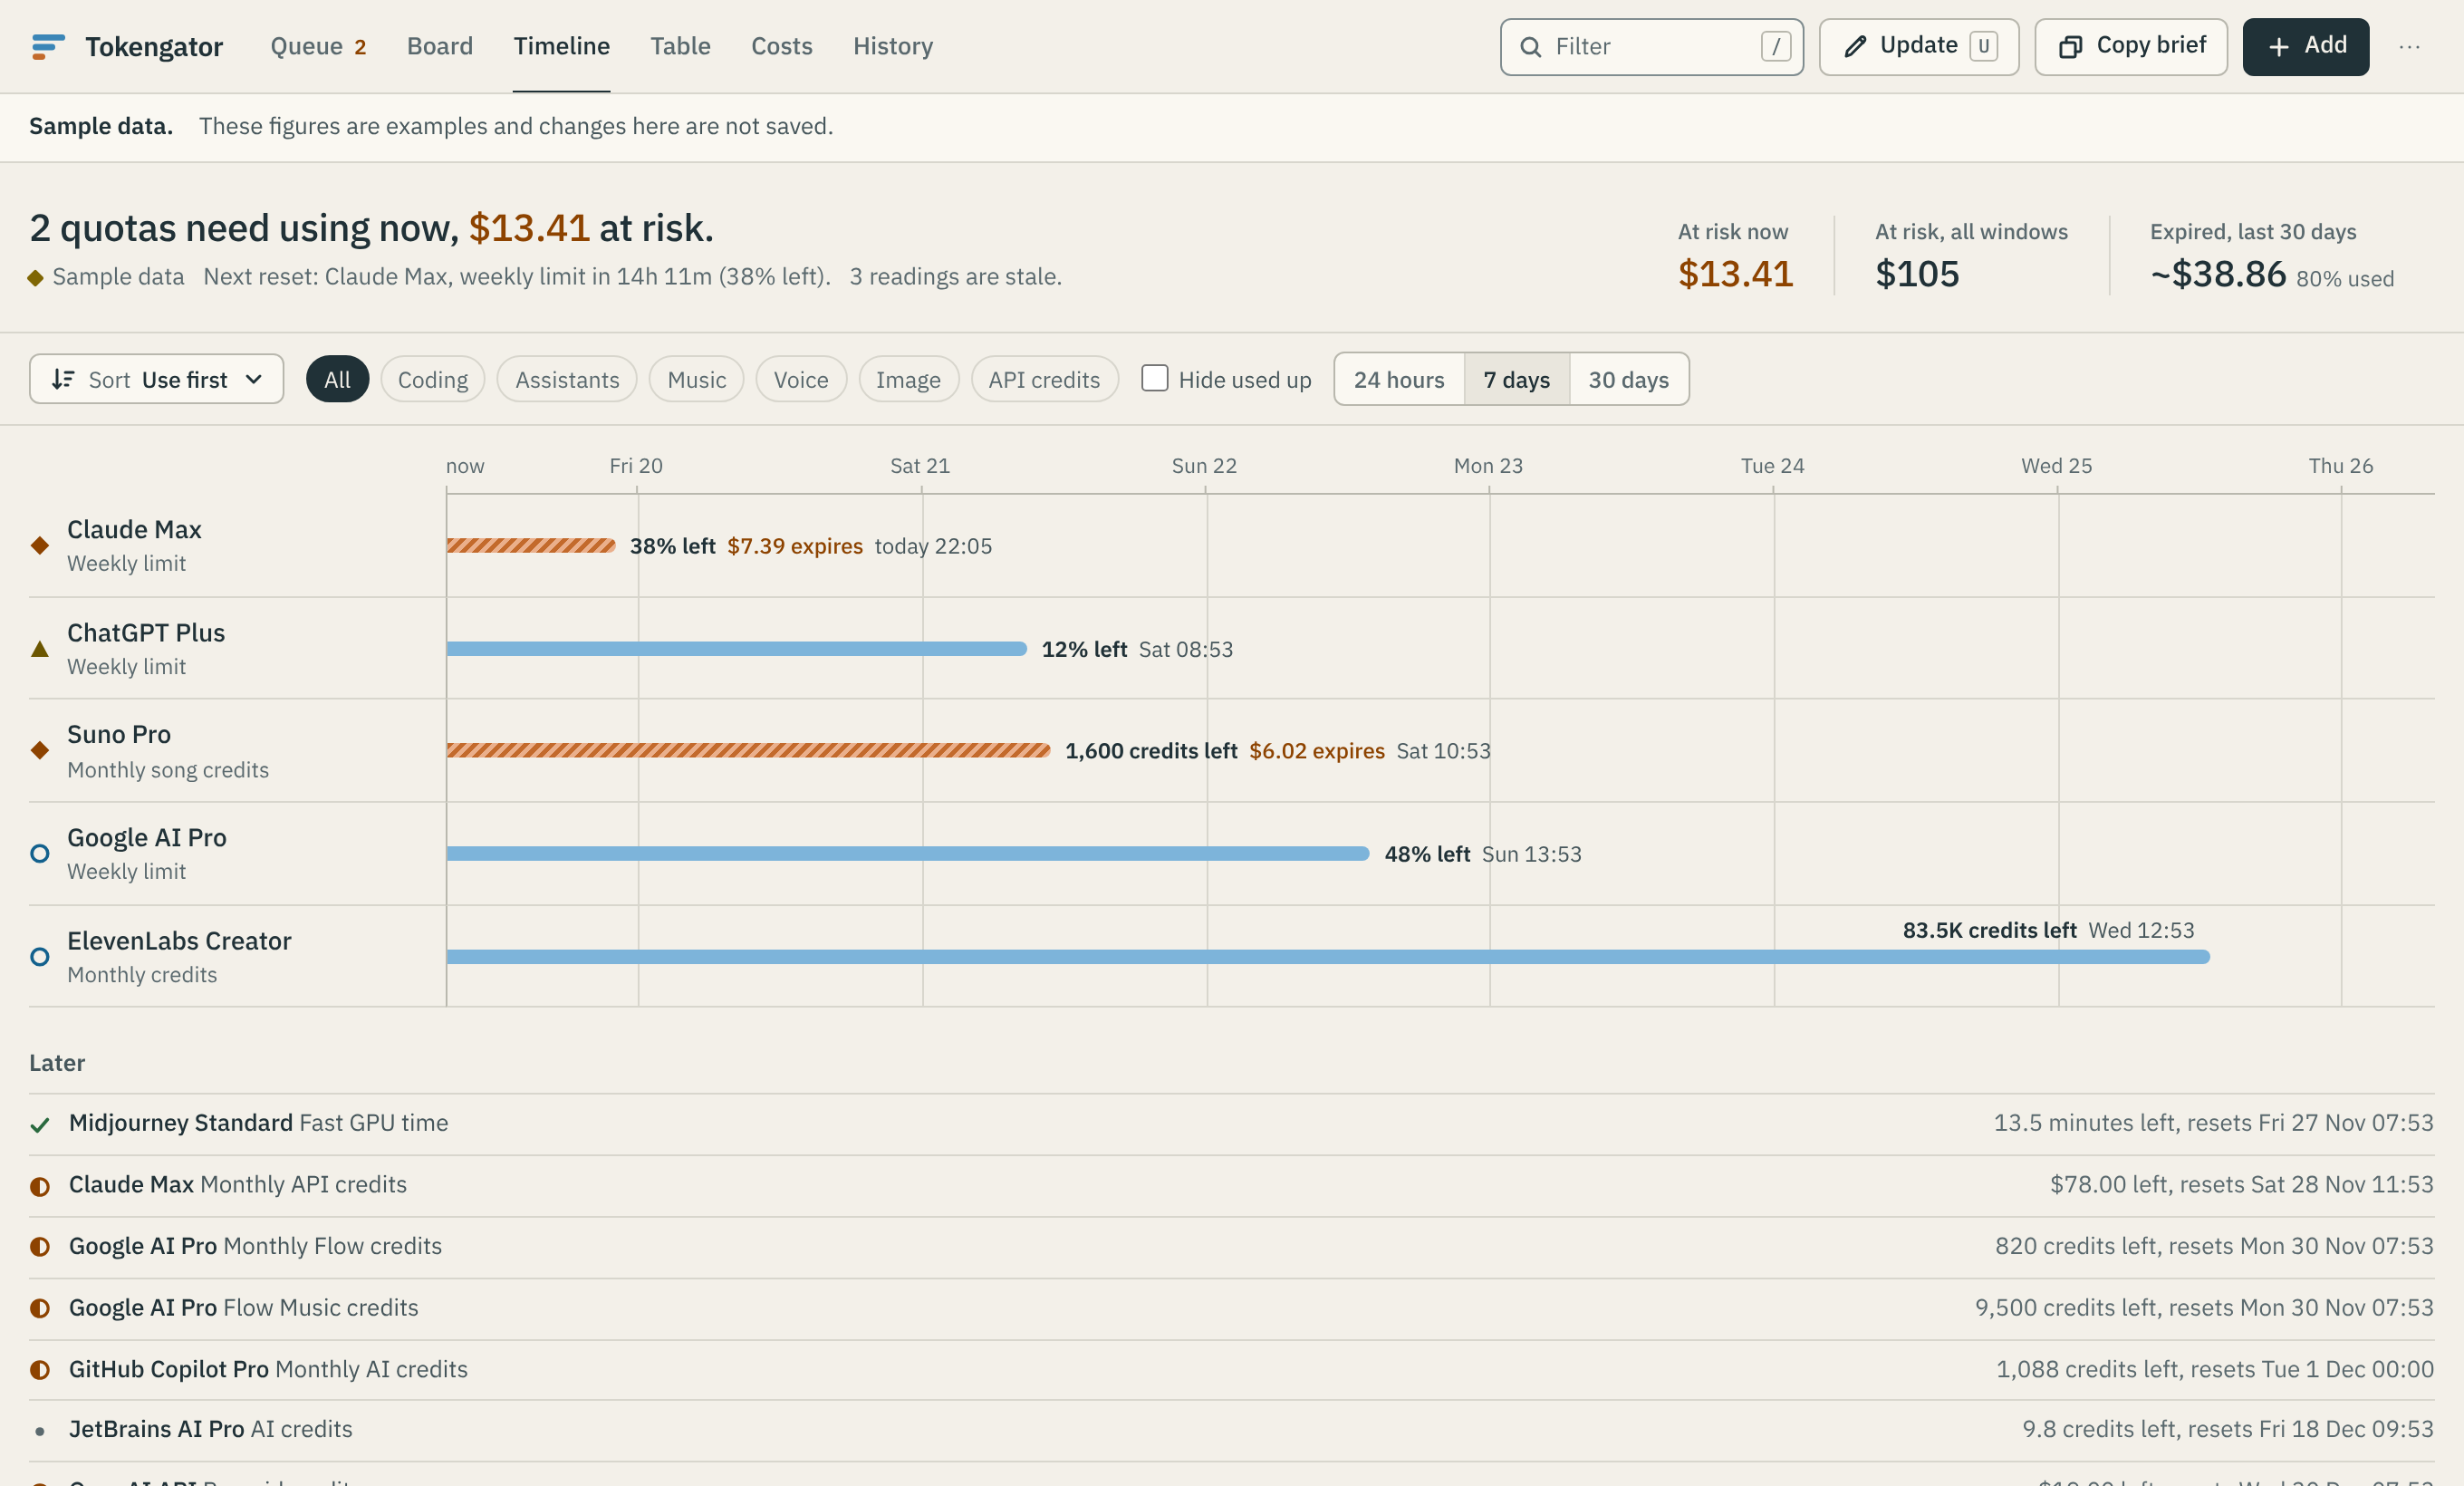 Tokengator Queue 2 Board Timeline Table Costs History Filter / Update U Copy brief + Add ...
Sample data. These figures are examples and changes here are not saved.
2 quotas need using now, $13.41 at risk.
Sample data Next reset: Claude Max, weekly limit in 14h 11m (38% left). 3 readings are stale.
At risk now
$13.41
At risk, all windows
$105
Expired, last 30 days
~$38.86 80% used
Sort Use first All Coding Assistants Music Voice Image API credits Hide used up 24 hours 7 days 30 days
now Fri 20 Sat 21 Sun 22 Mon 23 Tue 24 Wed 25 Thu 26
Claude Max
Weekly limit
38% left $7.39 expires today 22:05
ChatGPT Plus
Weekly limit
12% left Sat 08:53
Suno Pro
Monthly song credits
1,600 credits left $6.02 expires Sat 10:53
Google AI Pro
Weekly limit
48% left Sun 13:53
ElevenLabs Creator
Monthly credits
83.5K credits left Wed 12:53
Later
Midjourney Standard Fast GPU time 13.5 minutes left, resets Fri 27 Nov 07:53
Claude Max Monthly API credits $78.00 left, resets Sat 28 Nov 11:53
Google AI Pro Monthly Flow credits 820 credits left, resets Mon 30 Nov 07:53
Google AI Pro Flow Music credits 9,500 credits left, resets Mon 30 Nov 07:53
GitHub Copilot Pro Monthly AI credits 1,088 credits left, resets Tue 1 Dec 00:00
JetBrains AI Pro AI credits 9.8 credits left, resets Fri 18 Dec 09:53